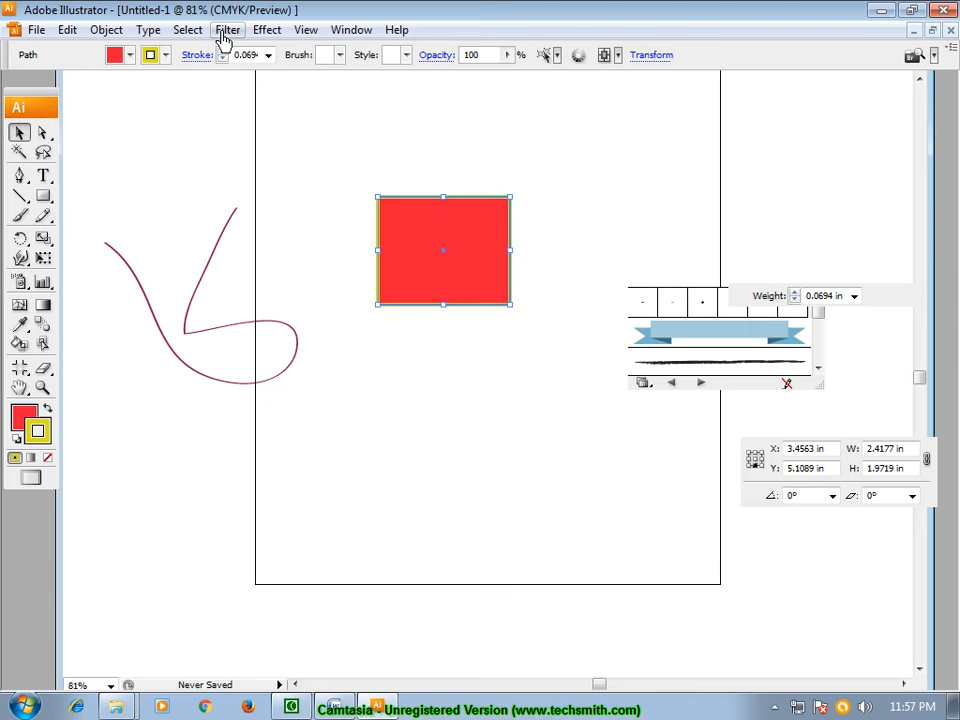 Adobe Illustrator - [Untitled-1 @ 81% (CMYK/Preview) ]
File Edit Object Type Select Filter Effect View Window Help
Path Stroke: 0.0694 Brush: Style: Opacity: 100 % Transform
Ai
Weight: 0.0694 in
X: 3.4563 in W: 2.4177 in
Y: 5.1089 in H: 1.9719 in
0° 0°
81% Never Saved
Camtasia - Unregistered Version (www.techsmith.com)
11:57 PM